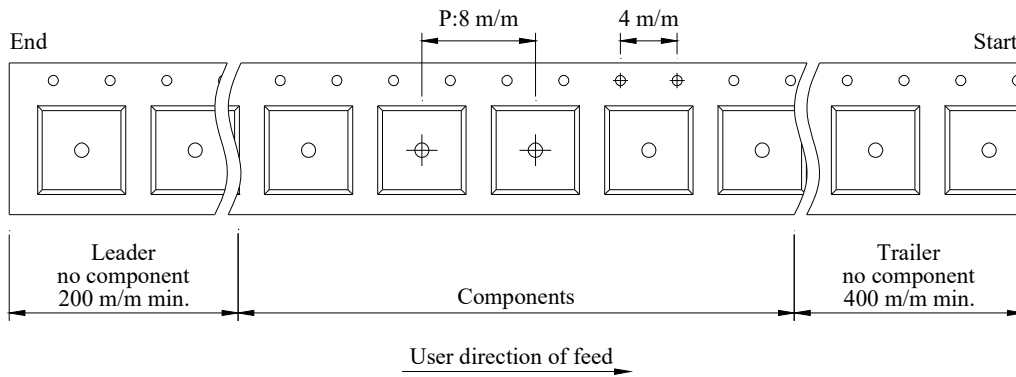 P:8 m/m
4 m/m
End
Start
Leader
no component
200 m/m min.
Components
Trailer
no component
400 m/m min.
User direction of feed